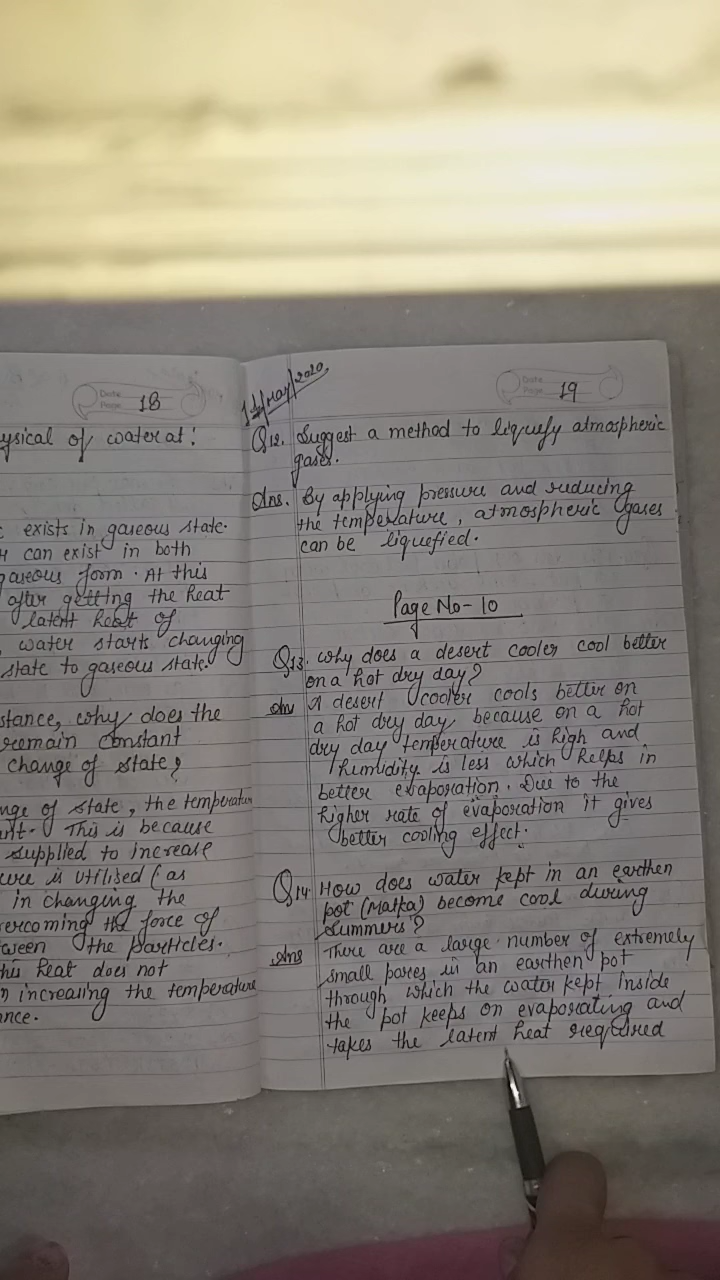 Date
Page 18
ysical of water at:
exists in gaseous state.
can exist in both
gaseous form. At this
after getting the heat
latent heat of
water starts changing
state to gaseous state.
stance, why does the
remain constant
change of state?
nge of state, the temperature
ant. This is because
supplied to increase
ure is utilised (as
in changing the
ercoming the force of
tween the particles.
his heat does not
n increasing the temperature
ance.
11/May/2020
Date
Page 19
Q12. Suggest a method to liquefy atmospheric
gases.
Ans. By applying pressure and reducing
the temperature, atmospheric gases
can be liquefied.
Page No- 10
Q13. Why does a desert cooler cool better
on a hot dry day?
Ans A desert cooler cools better on
a hot dry day, because on a hot
dry day temperature is high and
humidity is less which helps in
better evaporation. Due to the
higher rate of evaporation it gives
better cooling effect.
Q14 How does water kept in an earthen
pot (Matka) become cool during
summers?
Ans There are a large number of extremely
small pores in an earthen pot
through which the water kept inside
the pot keeps on evaporating and
takes the latent heat required